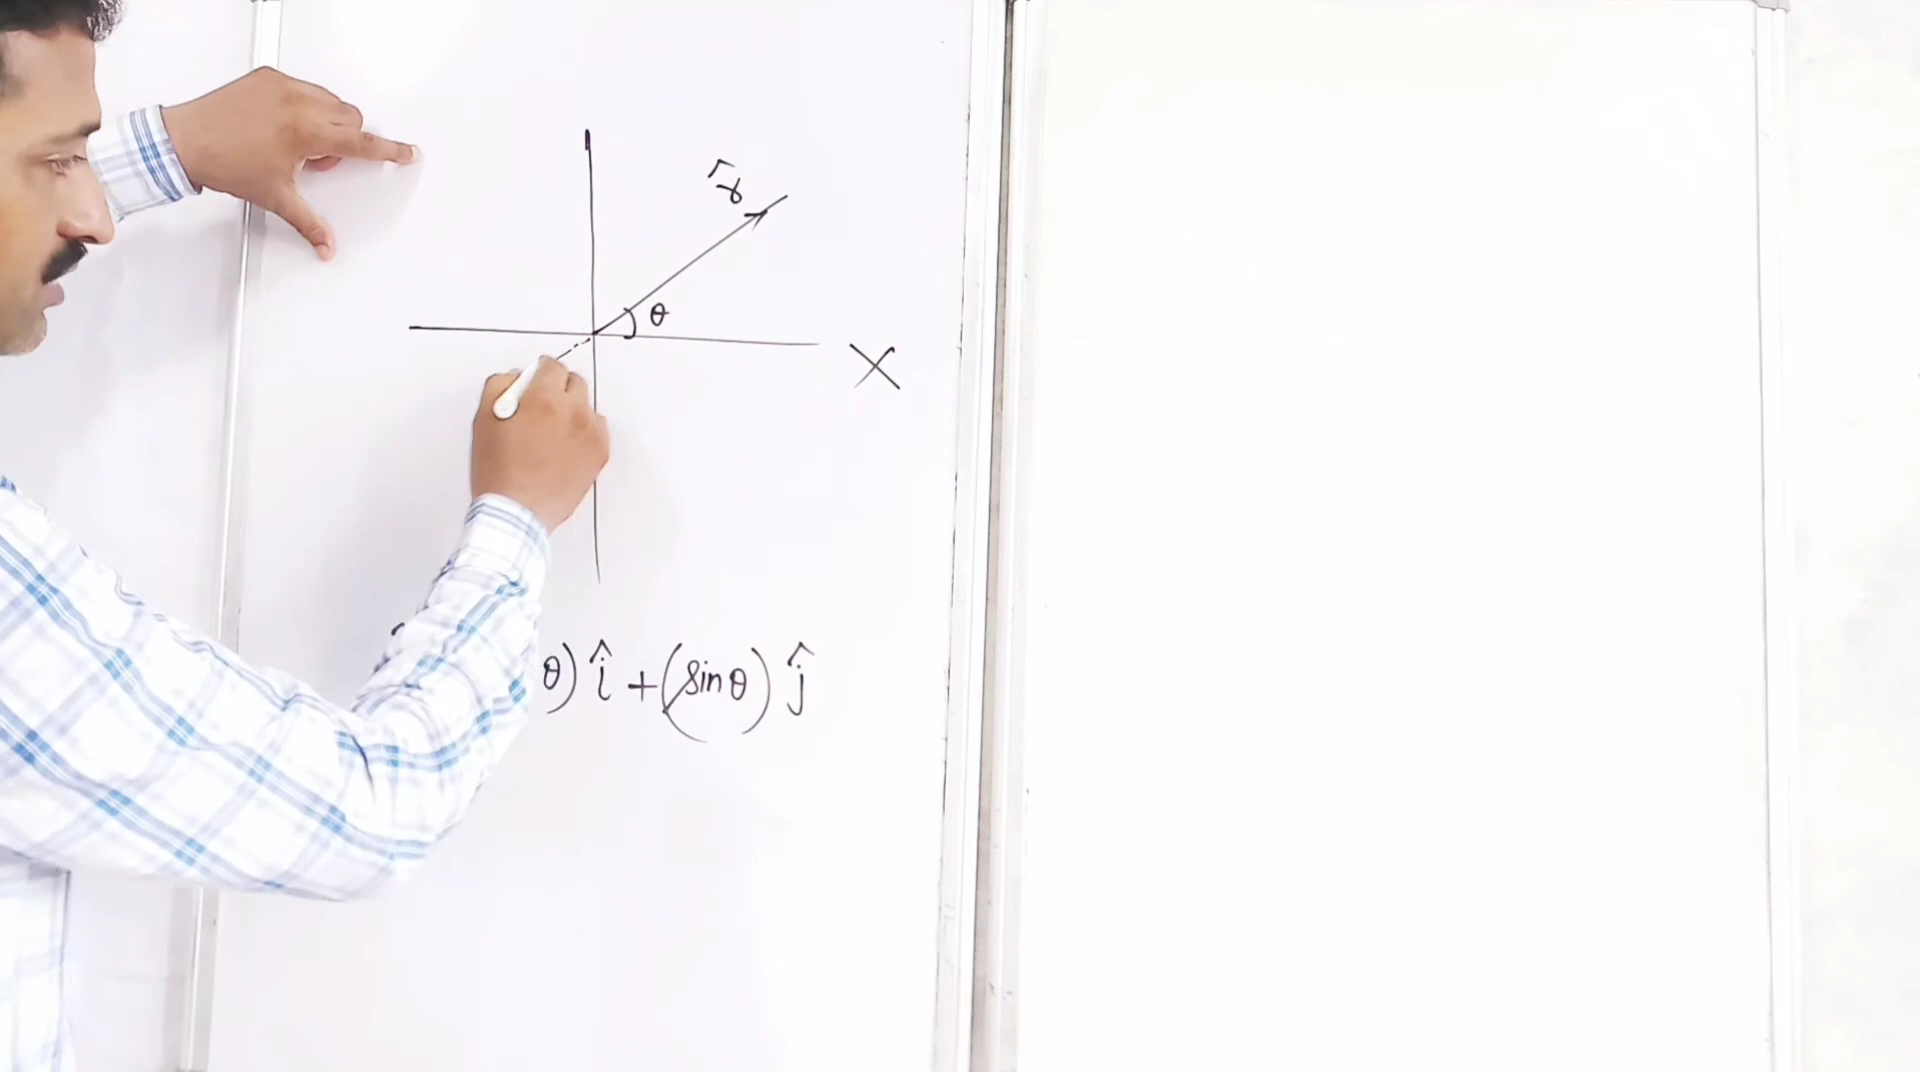 r̂
θ
X
θ) î + (sinθ) ĵ